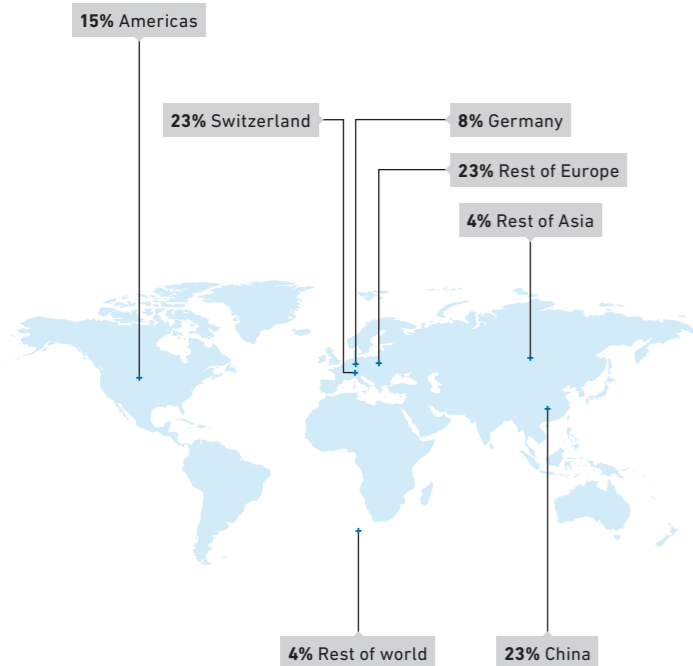 15% Americas
23% Switzerland
8% Germany
23% Rest of Europe
4% Rest of Asia
4% Rest of world
23% China